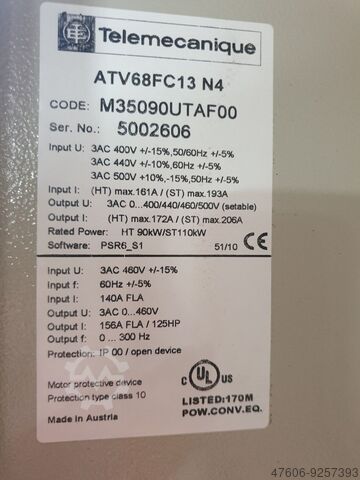 Telemecanique
ATV68FC13 N4
CODE: M35090UTAF00
Ser. No.: 5002606
Input U: 3AC 400V +/-15%,50/60Hz +/-5%
3AC 440V +/-10%, 60Hz +/-5%
3AC 500V +10%,-15%, 50Hz +/-5%
Input I: (HT) max.161A / (ST) max.193A
Output U: 3AC 0...400/440/460/500V (setable)
Output I: (HT) max.172A / (ST) max.206A
Rated Power: HT 90kW/ST110kW
Software: PSR6_S1 51/10 CE
Input U: 3AC 460V +/-15%
Input f: 60Hz +/-5%
Input I: 140A FLA
Output U: 3AC 0...460V
Output I: 156A FLA / 125HP
Output f: 0 ... 300 Hz
Protection: IP 00 / open device
Motor protective device
Protection type class 10
Made in Austria
C UL US
LISTED:170M
POW.CONV.EQ.
47606-9257393